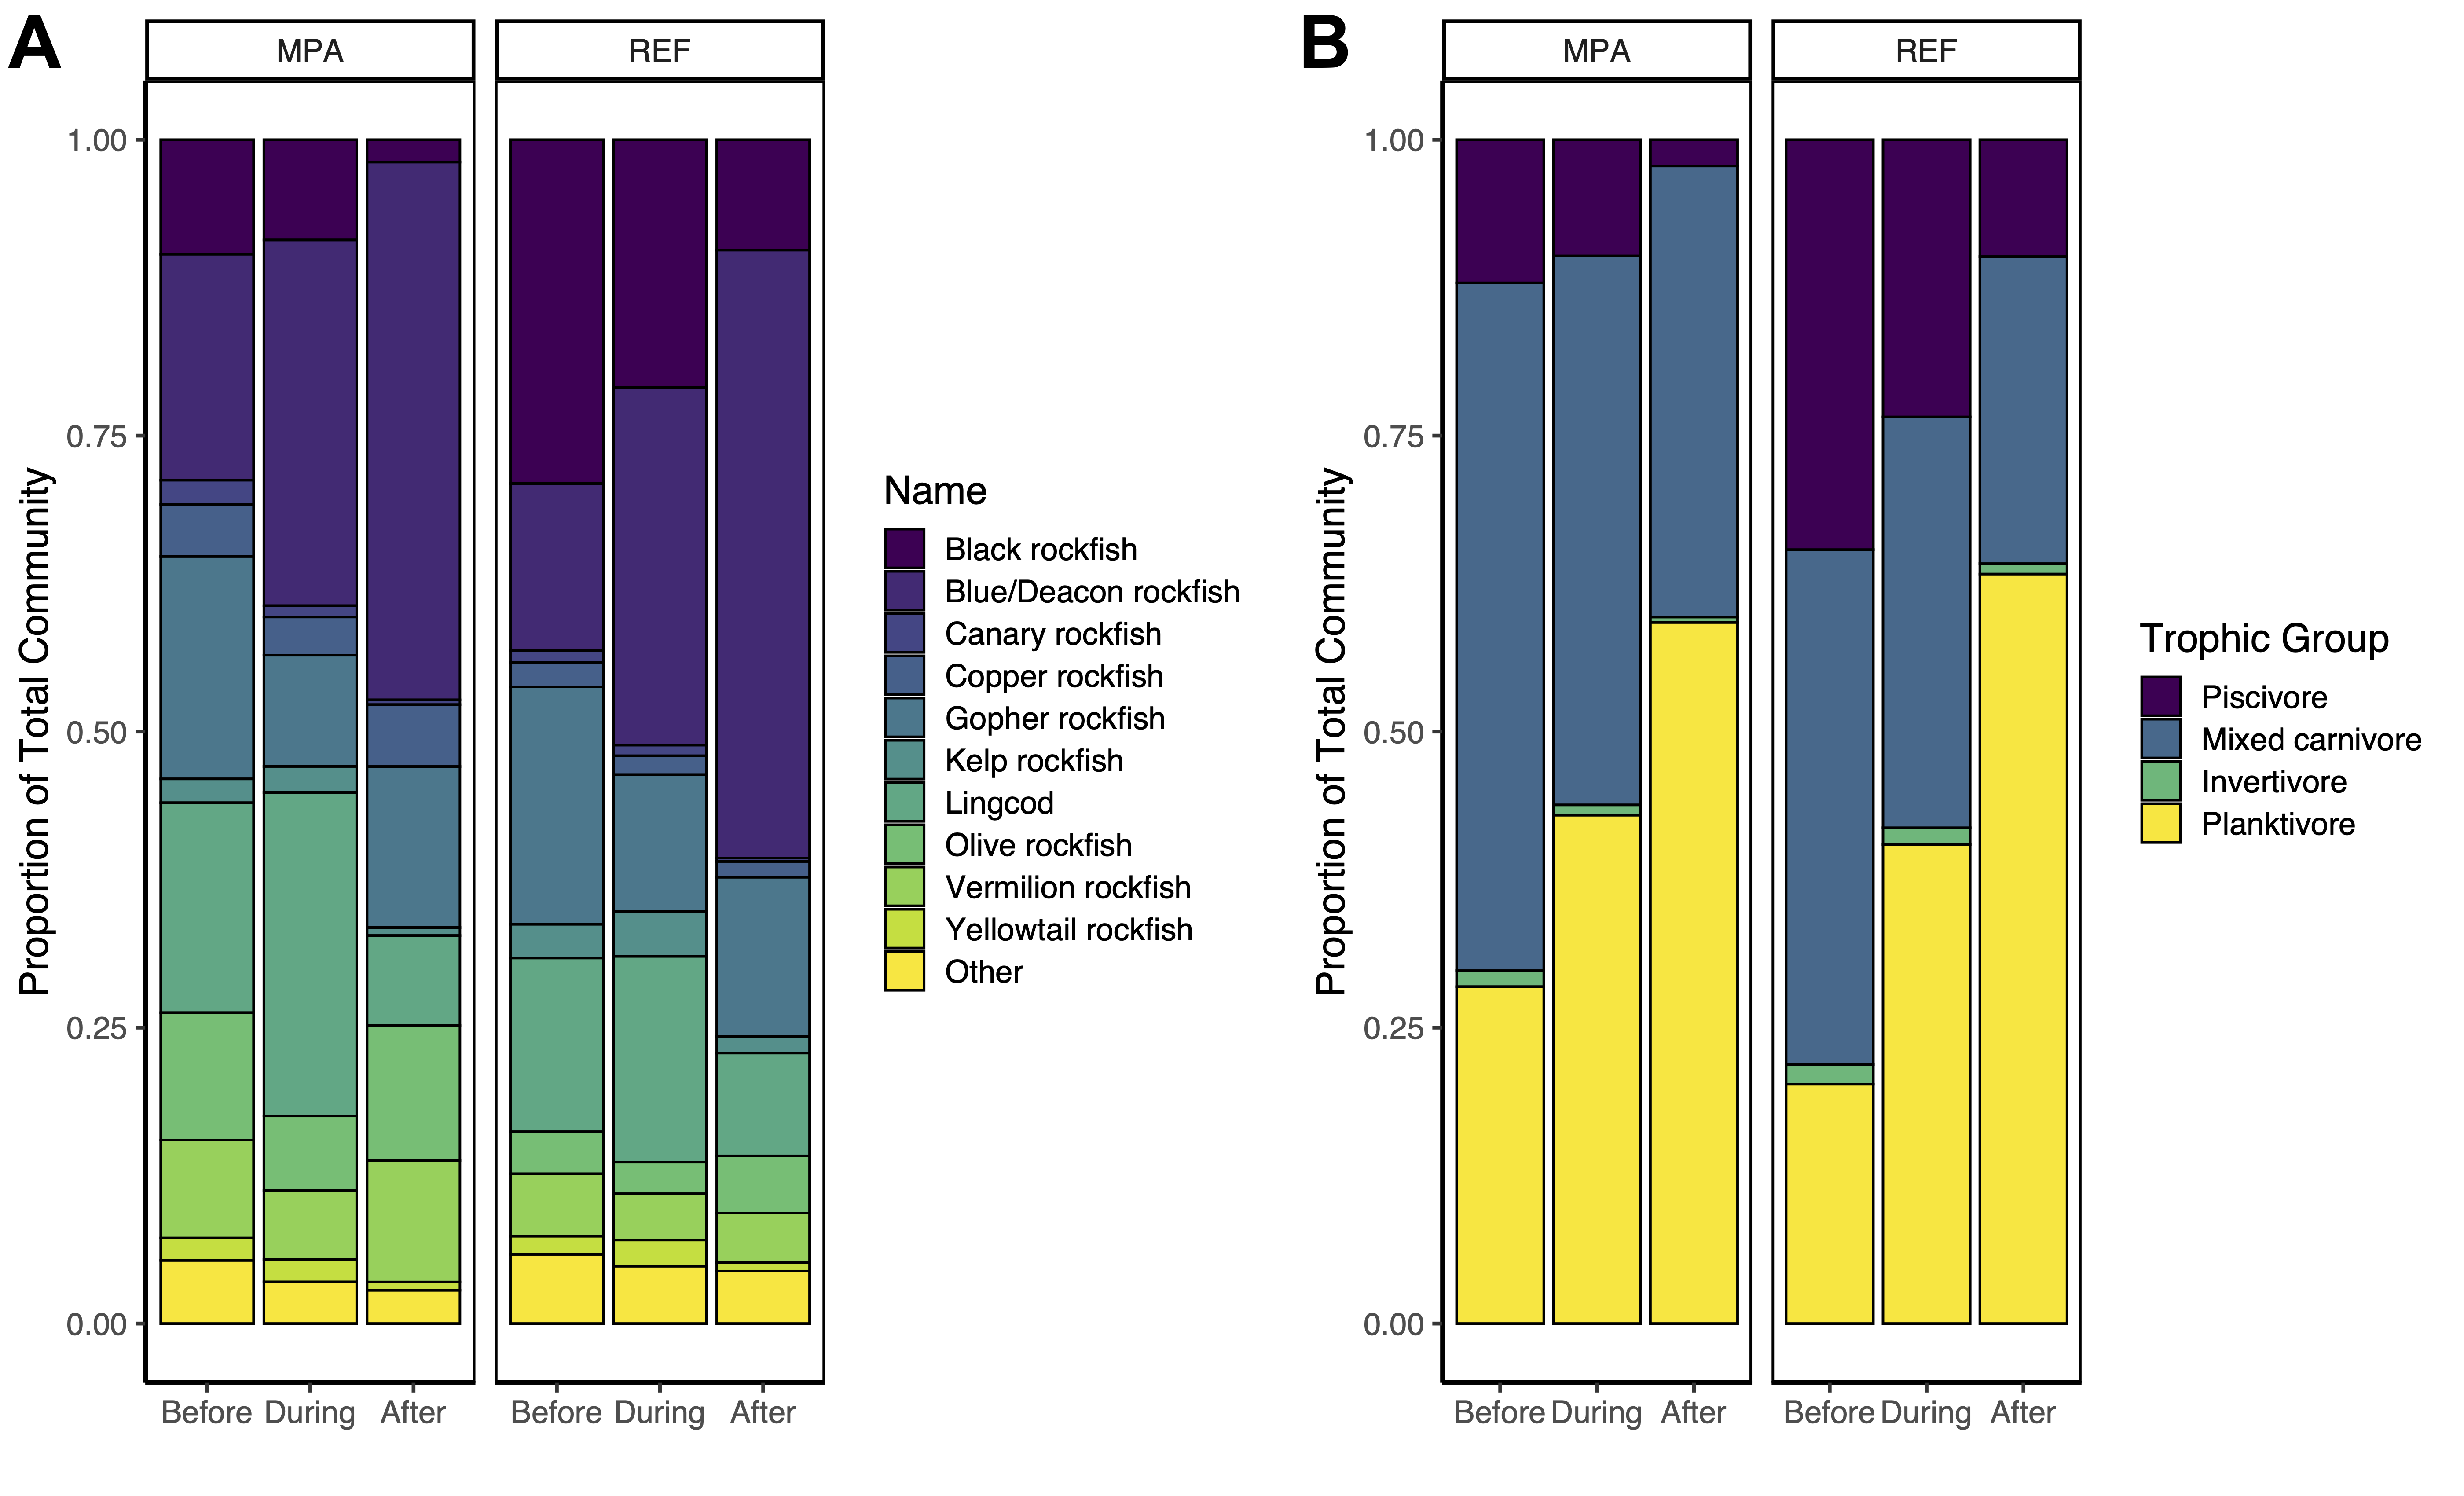 A
MPA
REF
1.00
0.75
0.50
0.25
0.00
Proportion of Total Community
Before During After
Before During After
Name
Black rockfish
Blue/Deacon rockfish
Canary rockfish
Copper rockfish
Gopher rockfish
Kelp rockfish
Lingcod
Olive rockfish
Vermilion rockfish
Yellowtail rockfish
Other
B
MPA
REF
1.00
0.75
0.50
0.25
0.00
Proportion of Total Community
Before During After
Before During After
Trophic Group
Piscivore
Mixed carnivore
Invertivore
Planktivore